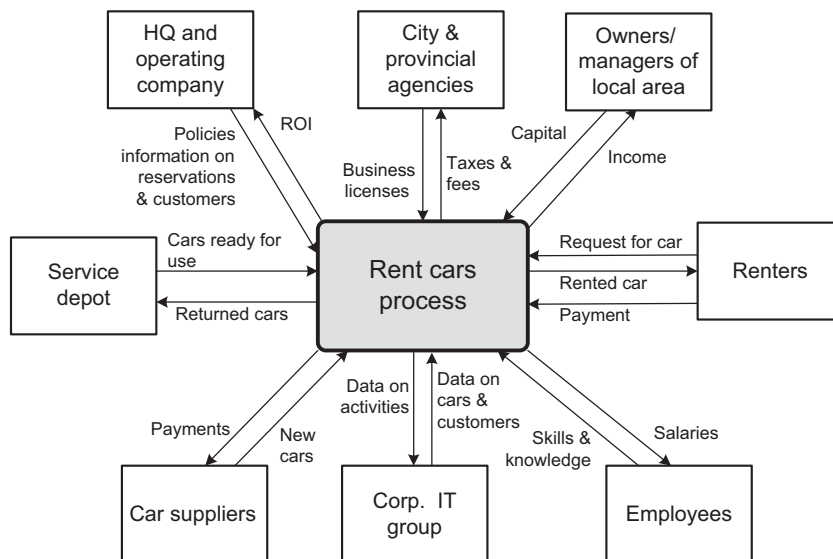 HQ and
operating
company
City &
provincial
agencies
Owners/
managers of
local area
Policies
information on
reservations
& customers
ROI
Business
licenses
Taxes &
fees
Capital
Income
Service
depot
Cars ready for
use
Returned cars
Rent cars
process
Request for car
Rented car
Payment
Renters
Payments
New
cars
Data on
activities
Data on
cars &
customers
Skills &
knowledge
Salaries
Car suppliers
Corp. IT
group
Employees